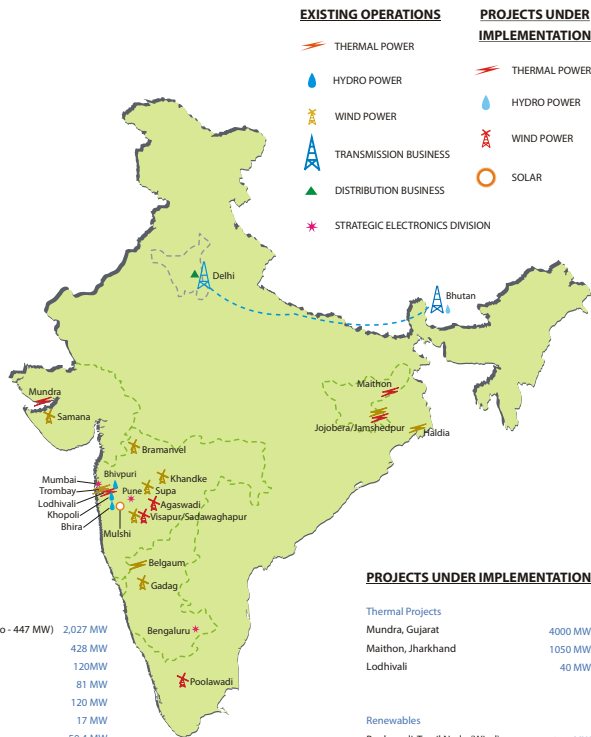 EXISTING OPERATIONS
THERMAL POWER
HYDRO POWER
WIND POWER
TRANSMISSION BUSINESS
DISTRIBUTION BUSINESS
STRATEGIC ELECTRONICS DIVISION
PROJECTS UNDER
IMPLEMENTATION
THERMAL POWER
HYDRO POWER
WIND POWER
SOLAR
Delhi
Bhutan
Mundra
Samana
Maithon
Jojobera/Jamshedpur
Haldia
Bramanvel
Mumbai
Bhivpuri
Khandke
Trombay
Pune
Supa
Lodhivali
Agaswadi
Khopoli
Visapur/Sadawaghapur
Bhira
Mulshi
Belgaum
Gadag
Bengaluru
Poolawadi
o - 447 MW) 2,027 MW
428 MW
120MW
81 MW
120 MW
17 MW
PROJECTS UNDER IMPLEMENTATION
Thermal Projects
Mundra, Gujarat 4000 MW
Maithon, Jharkhand 1050 MW
Lodhivali 40 MW
Renewables